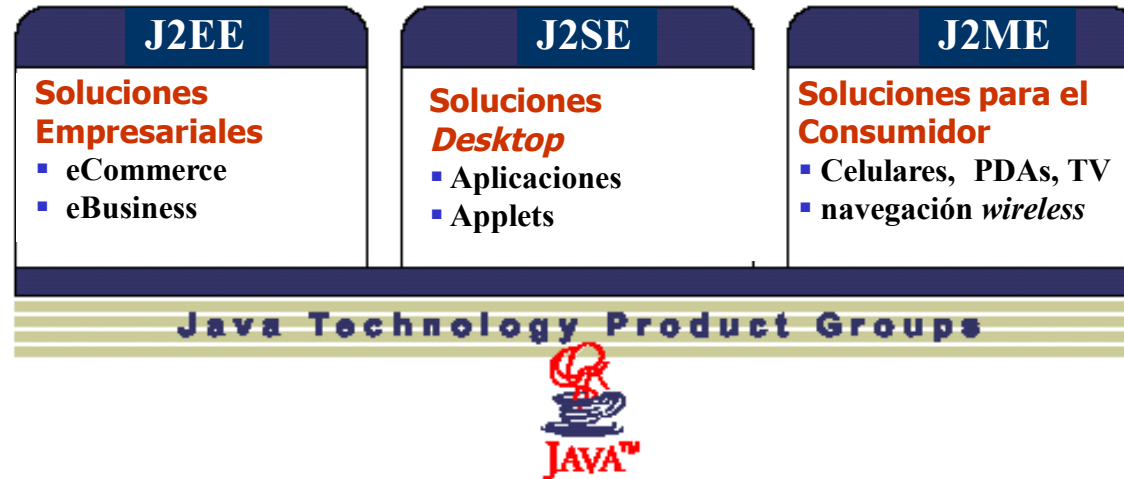 J2EE
Soluciones
Empresariales
▪ eCommerce
▪ eBusiness
J2SE
Soluciones
Desktop
▪ Aplicaciones
▪ Applets
J2ME
Soluciones para el
Consumidor
▪ Celulares, PDAs, TV
▪ navegación wireless
Java Technology Product Groups
JAVA™